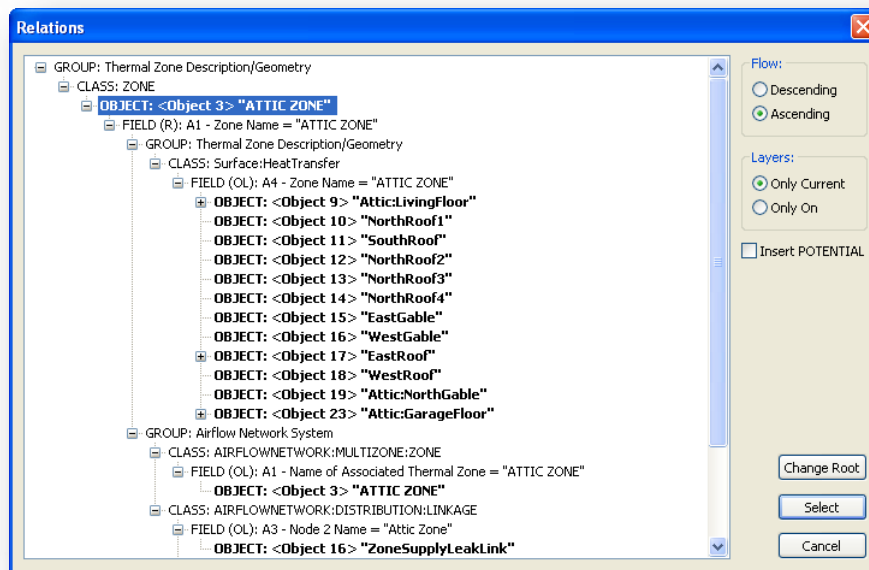 Relations
GROUP: Thermal Zone Description/Geometry
CLASS: ZONE
OBJECT: <Object 3> "ATTIC ZONE"
FIELD (R): A1 - Zone Name = "ATTIC ZONE"
GROUP: Thermal Zone Description/Geometry
CLASS: Surface:HeatTransfer
FIELD (OL): A4 - Zone Name = "ATTIC ZONE"
OBJECT: <Object 9> "Attic:LivingFloor"
OBJECT: <Object 10> "NorthRoof1"
OBJECT: <Object 11> "SouthRoof"
OBJECT: <Object 12> "NorthRoof2"
OBJECT: <Object 13> "NorthRoof3"
OBJECT: <Object 14> "NorthRoof4"
OBJECT: <Object 15> "EastGable"
OBJECT: <Object 16> "WestGable"
OBJECT: <Object 17> "EastRoof"
OBJECT: <Object 18> "WestRoof"
OBJECT: <Object 19> "Attic:NorthGable"
OBJECT: <Object 23> "Attic:GarageFloor"
GROUP: Airflow Network System
CLASS: AIRFLOWNETWORK:MULTIZONE:ZONE
FIELD (OL): A1 - Name of Associated Thermal Zone = "ATTIC ZONE"
OBJECT: <Object 3> "ATTIC ZONE"
CLASS: AIRFLOWNETWORK:DISTRIBUTION:LINKAGE
FIELD (OL): A3 - Node 2 Name = "Attic Zone"
OBJECT: <Object 16> "ZoneSupplyLeakLink"
Flow:
Descending
Ascending
Layers:
Only Current
Only On
Insert POTENTIAL
Change Root
Select
Cancel